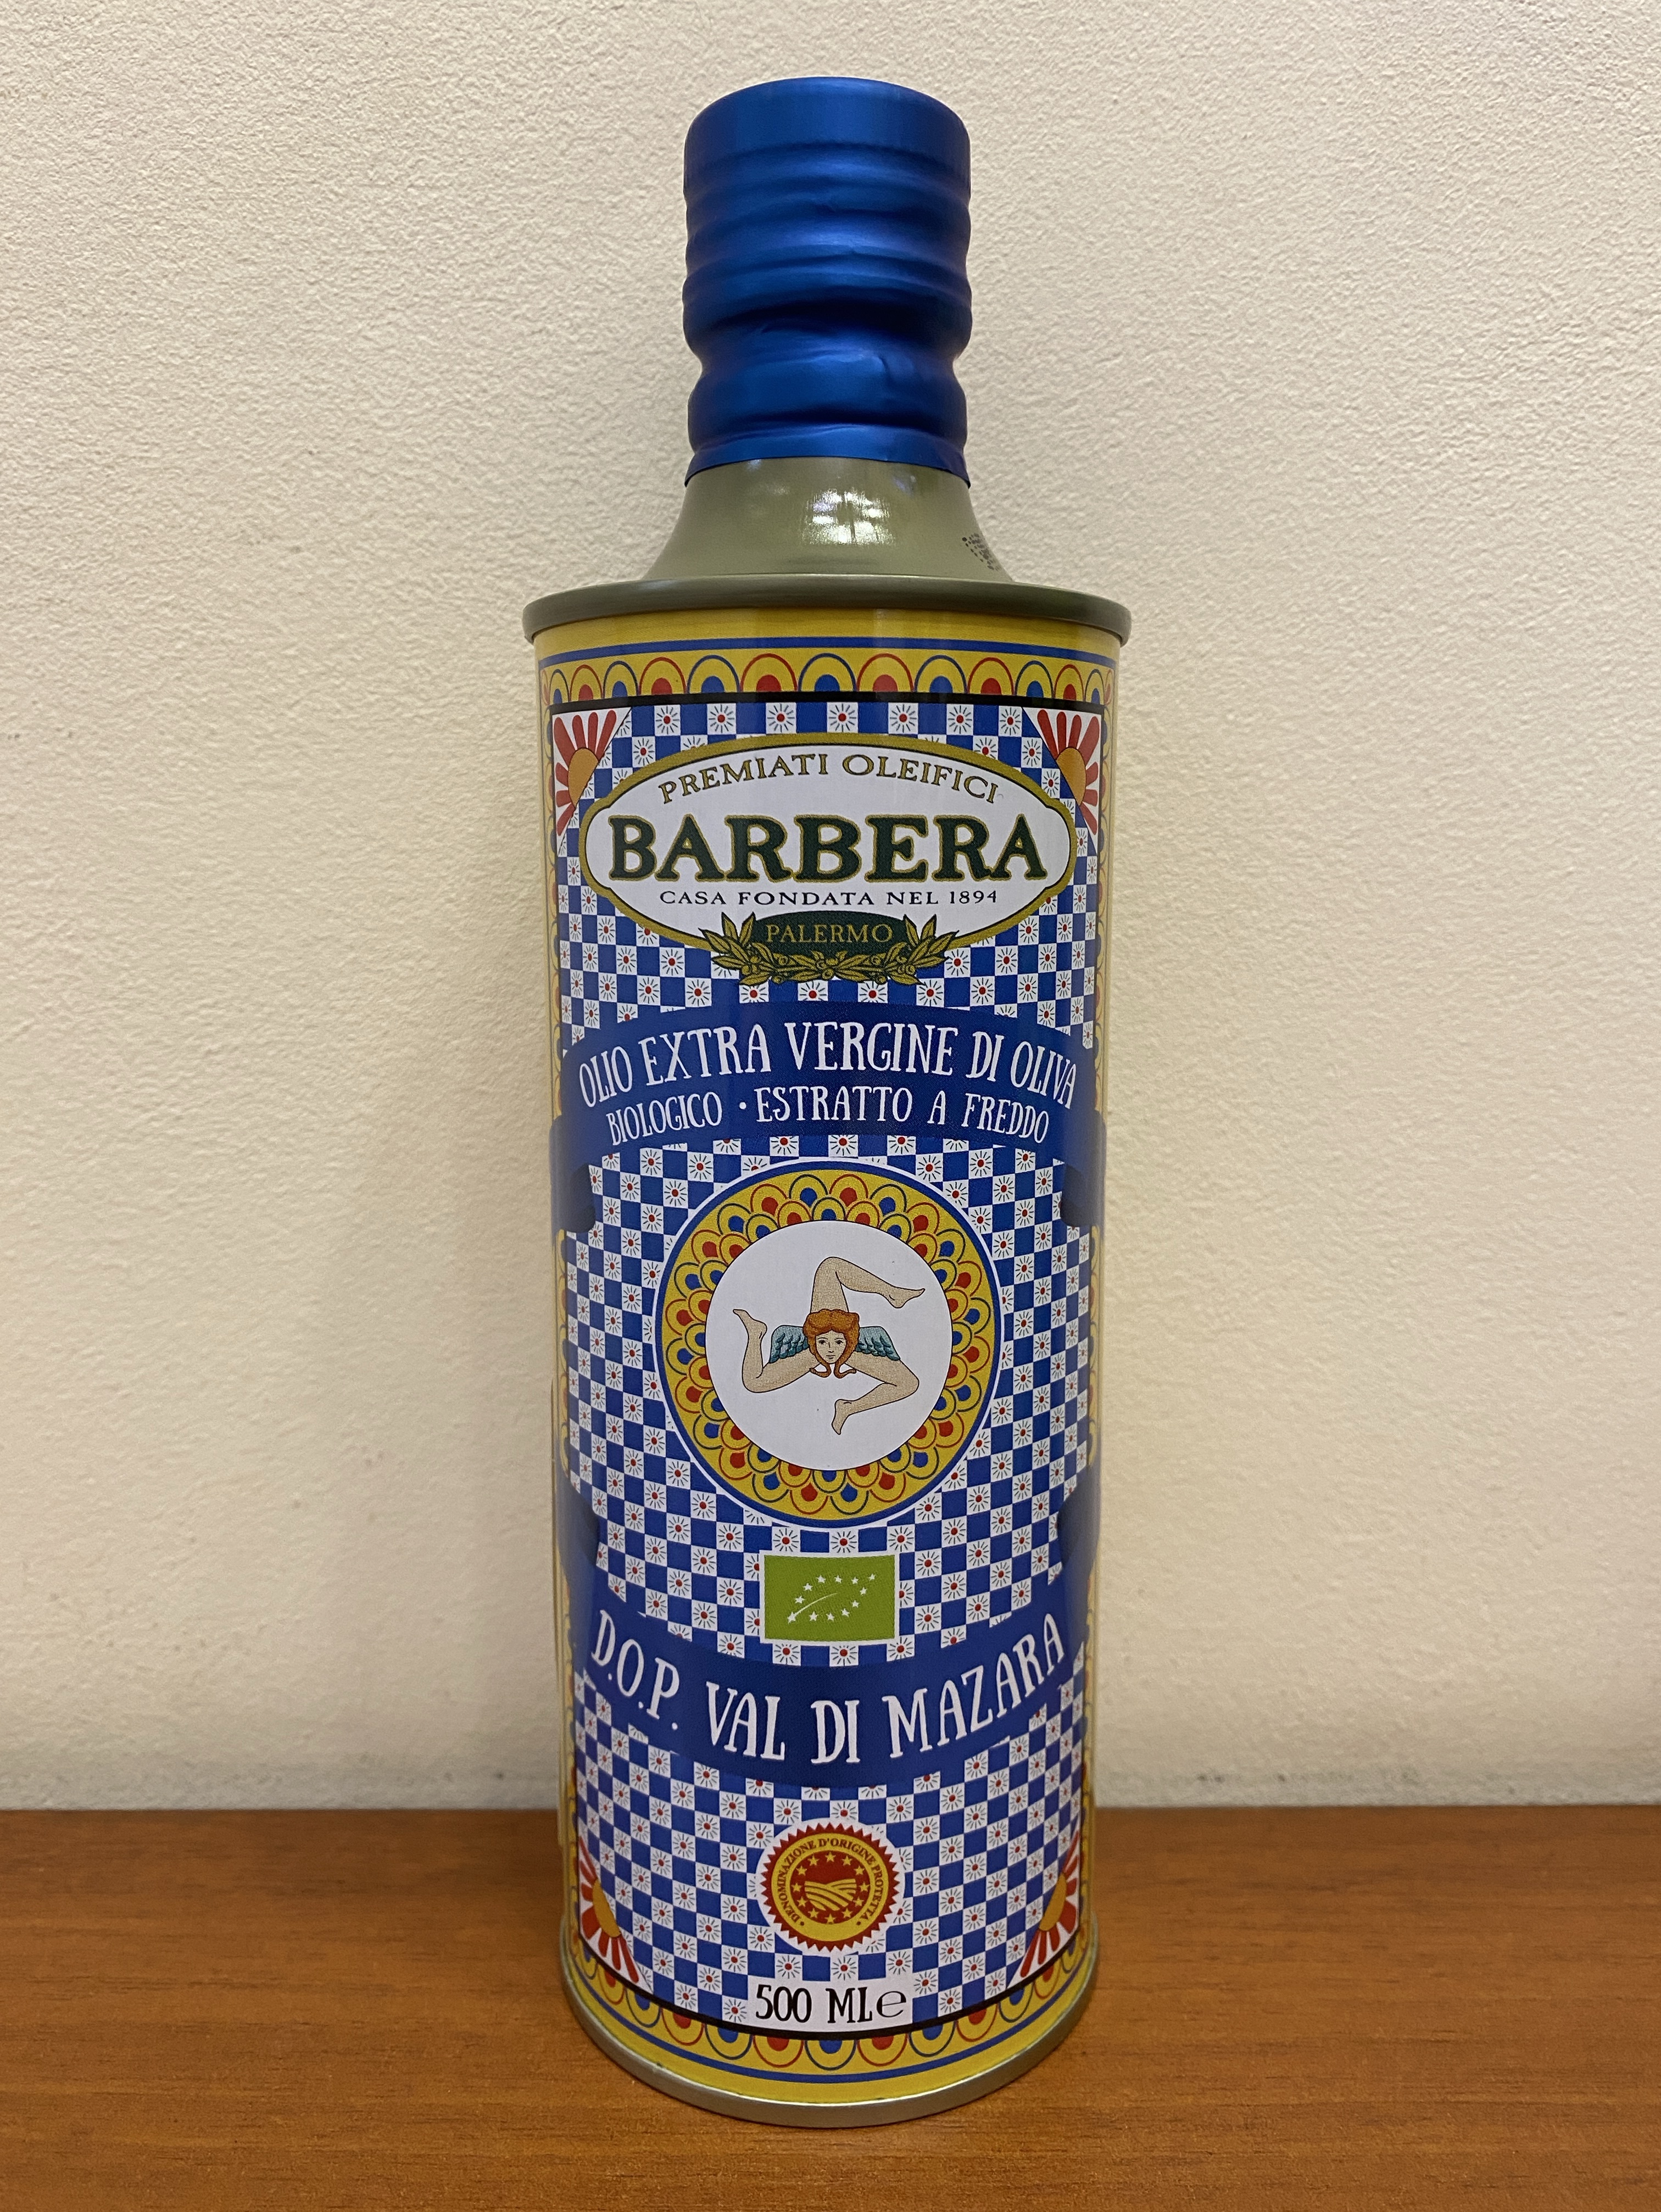 PREMIATI OLEIFICI
BARBERA
CASA FONDATA NEL 1894
PALERMO
OLIO EXTRA VERGINE DI OLIVA
BIOLOGICO • ESTRATTO A FREDDO
D.O.P. VAL DI MAZARA
• DENOMINAZIONE D'ORIGINE PROTETTA •
500 ML ℮